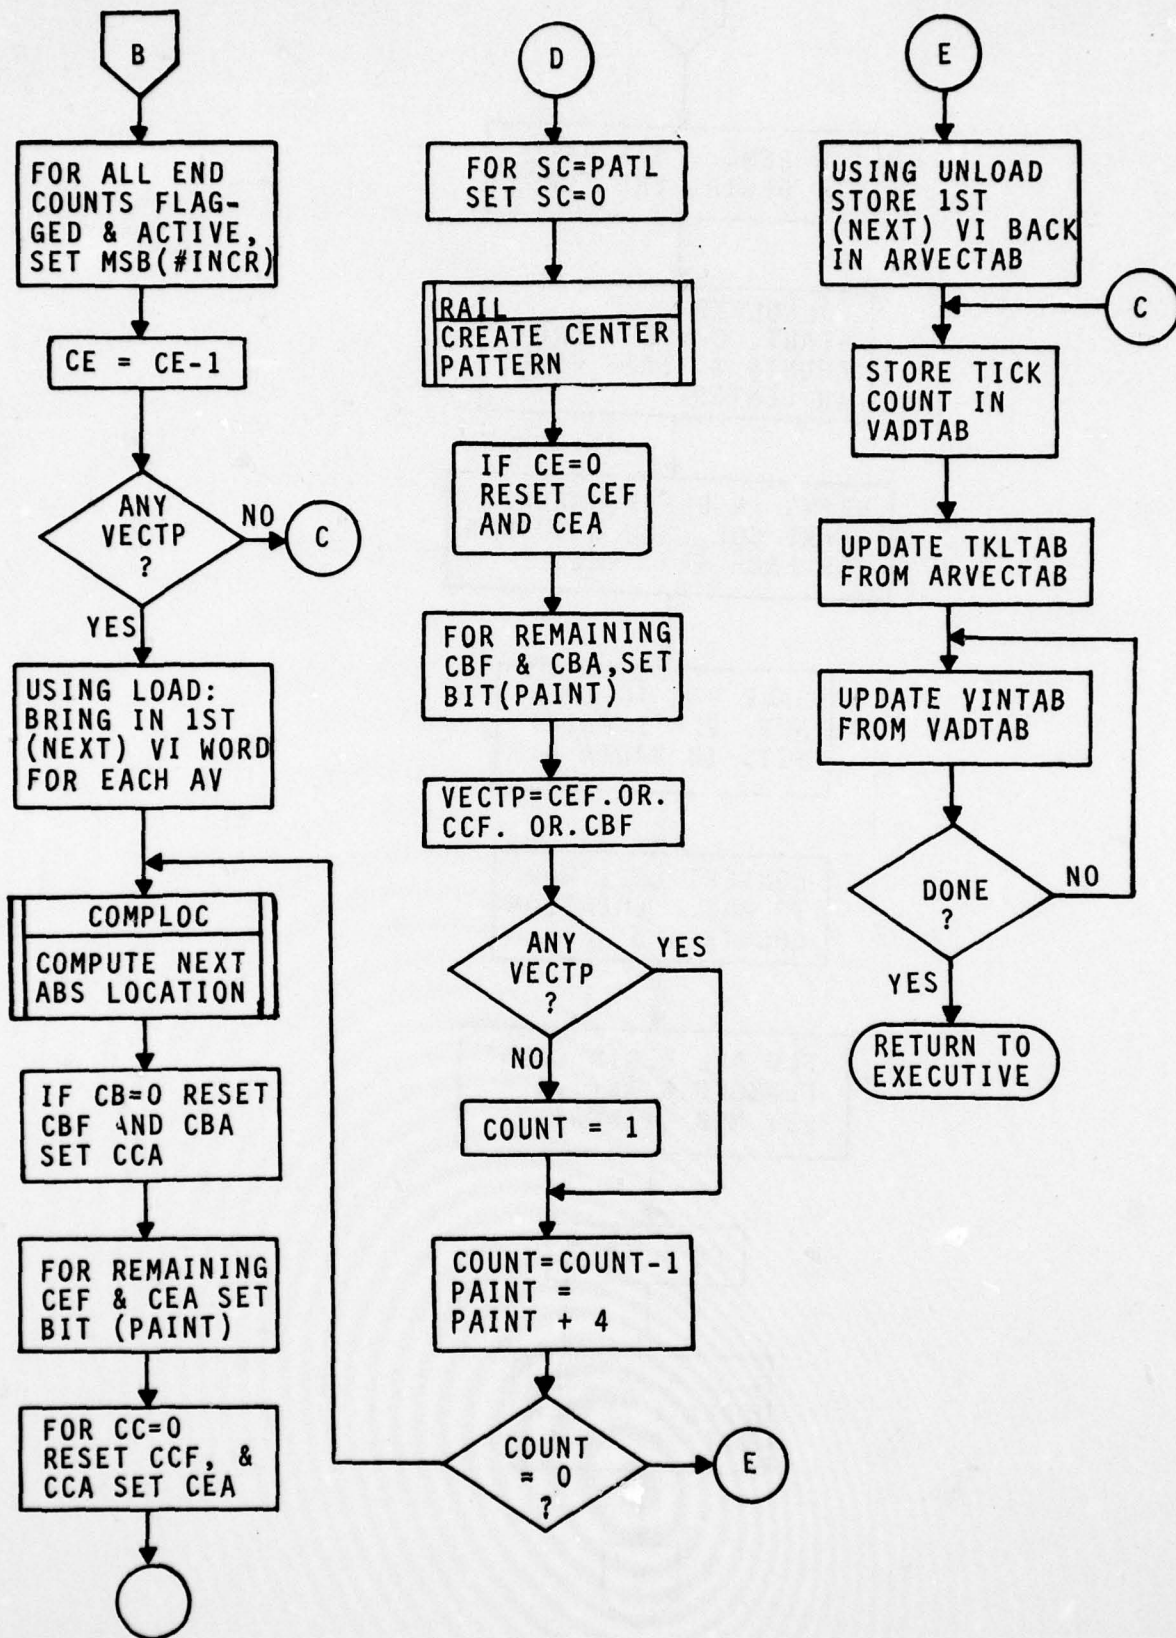 B
FOR ALL END
COUNTS FLAG-
GED & ACTIVE,
SET MSB(#INCR)
CE = CE-1
ANY
VECTP
?
NO
C
YES
USING LOAD:
BRING IN 1ST
(NEXT) VI WORD
FOR EACH AV
COMPLOC
COMPUTE NEXT
ABS LOCATION
IF CB=0 RESET
CBF AND CBA
SET CCA
FOR REMAINING
CEF & CEA SET
BIT (PAINT)
FOR CC=0
RESET CCF, &
CCA SET CEA
D
FOR SC=PATL
SET SC=0
RAIL
CREATE CENTER
PATTERN
IF CE=0
RESET CEF
AND CEA
FOR REMAINING
CBF & CBA,SET
BIT(PAINT)
VECTP=CEF.OR.
CCF. OR.CBF
ANY
VECTP
?
YES
NO
COUNT = 1
COUNT=COUNT-1
PAINT =
PAINT + 4
COUNT
= 0
?
E
E
USING UNLOAD
STORE 1ST
(NEXT) VI BACK
IN ARVECTAB
C
STORE TICK
COUNT IN
VADTAB
UPDATE TKLTAB
FROM ARVECTAB
UPDATE VINTAB
FROM VADTAB
DONE
?
NO
YES
RETURN TO
EXECUTIVE